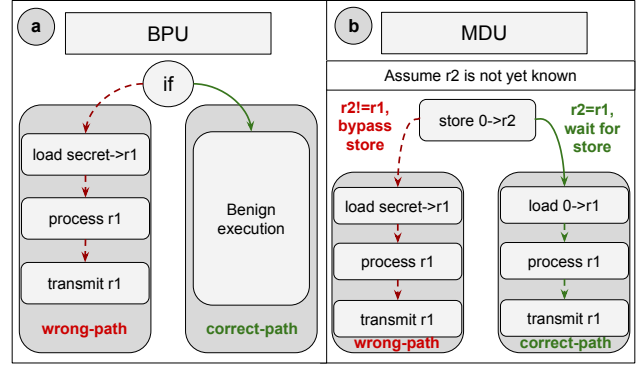 a
BPU
if
load secret->r1
process r1
transmit r1
wrong-path
Benign
execution
correct-path
b
MDU
Assume r2 is not yet known
r2!=r1,
bypass
store
store 0->r2
r2=r1,
wait for
store
load secret->r1
process r1
transmit r1
wrong-path
load 0->r1
process r1
transmit r1
correct-path